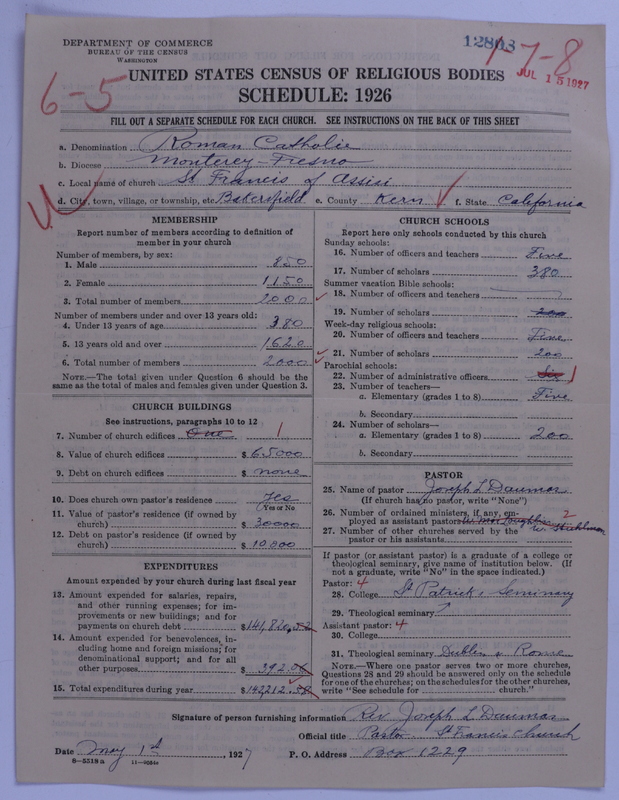 DEPARTMENT OF COMMERCE
BUREAU OF THE CENSUS
WASHINGTON
12803
1-7-8
JUL 15 1927
6-5
UNITED STATES CENSUS OF RELIGIOUS BODIES
SCHEDULE: 1926
FILL OUT A SEPARATE SCHEDULE FOR EACH CHURCH. SEE INSTRUCTIONS ON THE BACK OF THIS SHEET
a. Denomination Roman Catholic
b. Diocese Monterey-Fresno
c. Local name of church St Francis of Assisi
d. City, town, village, or township, etc. Bakersfield e. County Kern f. State California
MEMBERSHIP
Report number of members according to definition of
member in your church
Number of members, by sex:
1. Male 850
2. Female 1150
3. Total number of members 2000
Number of members under and over 13 years old:
4. Under 13 years of age 380
5. 13 years old and over 1620
6. Total number of members 2000
NOTE.—The total given under Question 6 should be the
same as the total of males and females given under Question 3.
CHURCH BUILDINGS
See instructions, paragraphs 10 to 12
7. Number of church edifices One 1
8. Value of church edifices $ 65000
9. Debt on church edifices $ none
10. Does church own pastor's residence yes
(Yes or No)
11. Value of pastor's residence (if owned by
church) $ 30000
12. Debt on pastor's residence (if owned by
church) $ 10800
EXPENDITURES
Amount expended by your church during last fiscal year
13. Amount expended for salaries, repairs,
and other running expenses; for im-
provements or new buildings; and for
payments on church debt $ 141,820.
14. Amount expended for benevolences, in-
cluding home and foreign missions; for
denominational support; and for all
other purposes $ 392.
15. Total expenditures during year $ 142212.
CHURCH SCHOOLS
Report here only schools conducted by this church
Sunday schools:
16. Number of officers and teachers Five
17. Number of scholars 380
Summer vacation Bible schools:
18. Number of officers and teachers
19. Number of scholars 200
Week-day religious schools:
20. Number of officers and teachers Five
21. Number of scholars 200
Parochial schools:
22. Number of administrative officers Six 1
23. Number of teachers—
a. Elementary (grades 1 to 8) Five
b. Secondary
24. Number of scholars—
a. Elementary (grades 1 to 8) 200
b. Secondary
PASTOR
25. Name of pastor Joseph L Daumas
(If church has no pastor, write "None")
26. Number of ordained ministers, if any, em-
ployed as assistant pastors 2
27. Number of other churches served by the
pastor or his assistants
If pastor (or assistant pastor) is a graduate of a college or
theological seminary, give name of institution below. (If
not a graduate, write "No" in the space indicated.)
Pastor: 4
28. College St Patrick's Seminary
29. Theological seminary
Assistant pastor: 4
30. College
31. Theological seminary Dublin & Rome
NOTE.—Where one pastor serves two or more churches,
Questions 28 and 29 should be answered only on the schedule
for one of the churches; on the schedules for the other churches,
write "See schedule for church."
Signature of person furnishing information Rev Joseph L Daumas
Official title Pastor St Francis Church
Date May 1st, 1927
P. O. Address Box 1229
8—5318 a